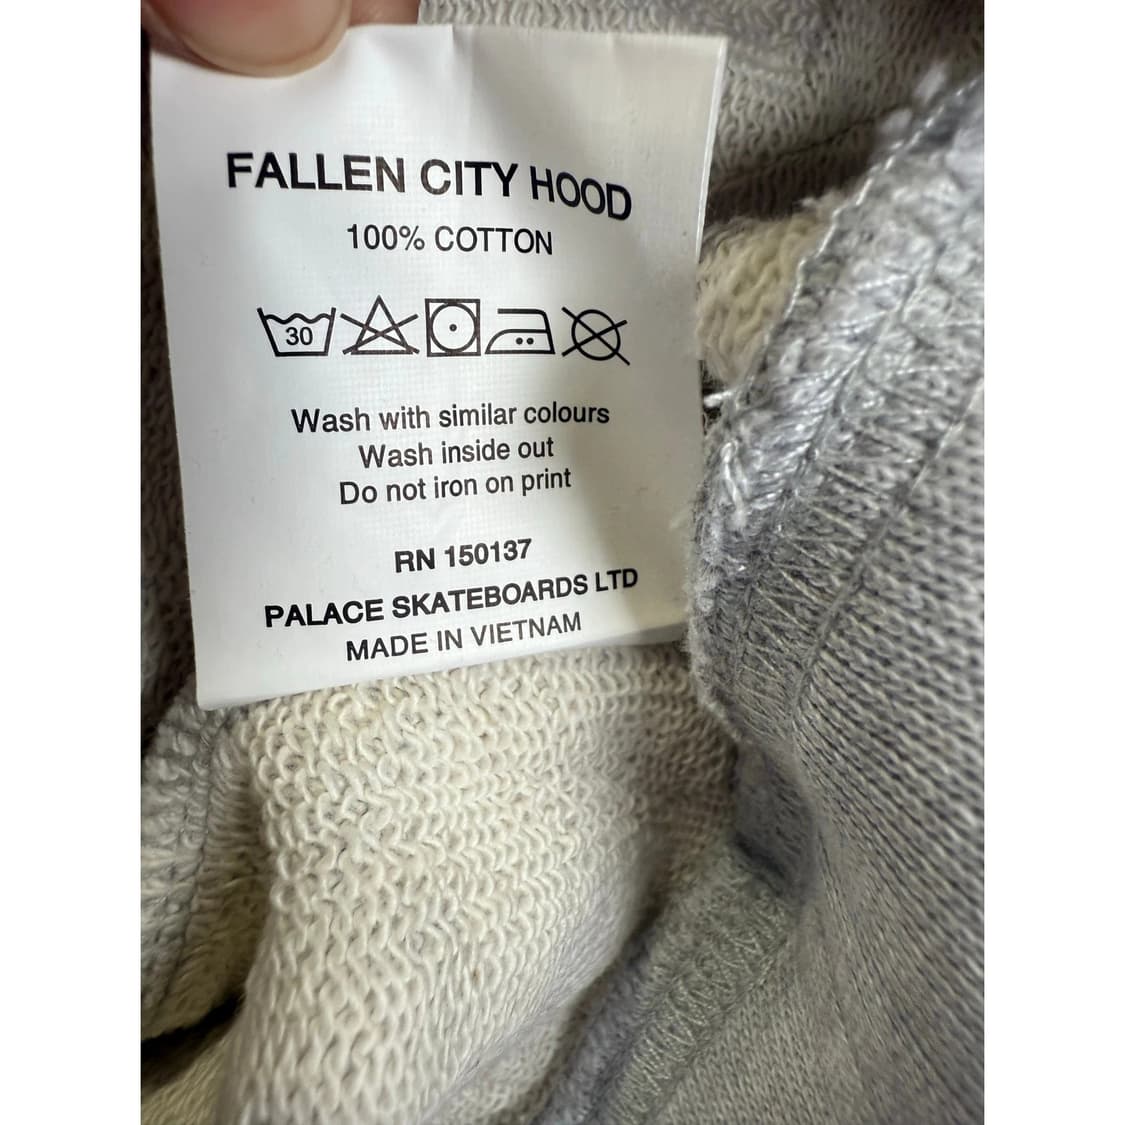 FALLEN CITY HOOD
100% COTTON
30
Wash with similar colours
Wash inside out
Do not iron on print
RN 150137
PALACE SKATEBOARDS LTD
MADE IN VIETNAM